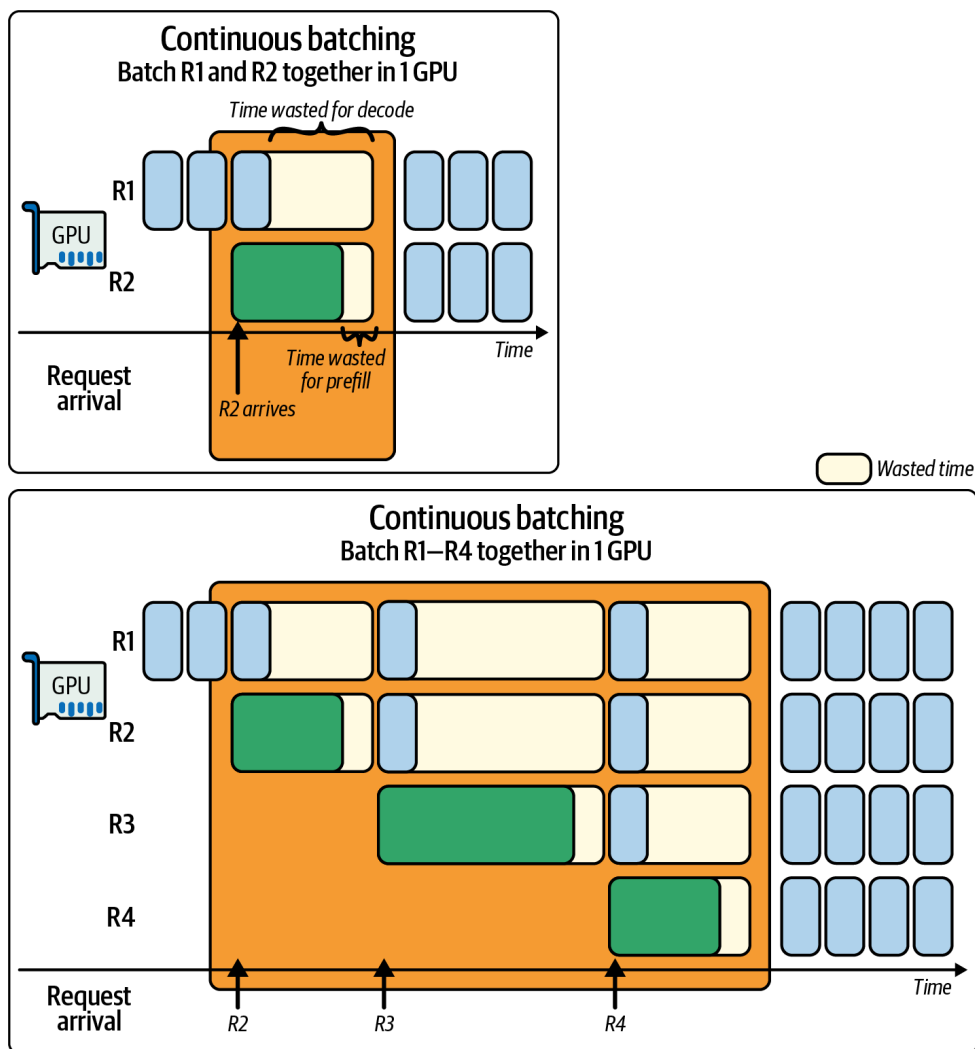 Continuous batching
Batch R1 and R2 together in 1 GPU
Time wasted for decode
R1
GPU
R2
Time
Time wasted
for prefill
Request
arrival
R2 arrives
Wasted time
Continuous batching
Batch R1–R4 together in 1 GPU
R1
GPU
R2
R3
R4
Time
Request
arrival
R2
R3
R4